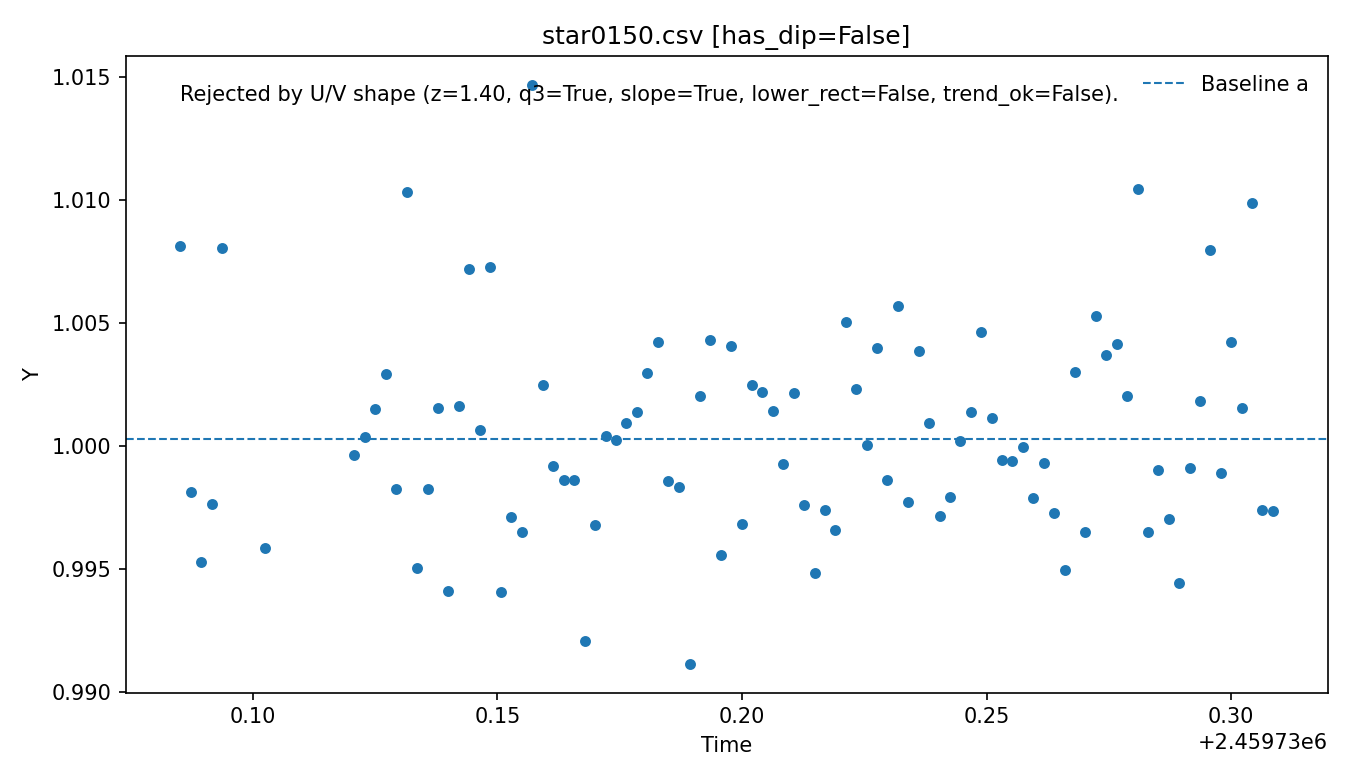 star0150.csv [has_dip=False]
Rejected by U/V shape (z=1.40, q3=True, slope=True, lower_rect=False, trend_ok=False).
Baseline a
1.015
1.010
1.005
1.000
0.995
0.990
Y
0.10 0.15 0.20 0.25 0.30
Time
+2.45973e6